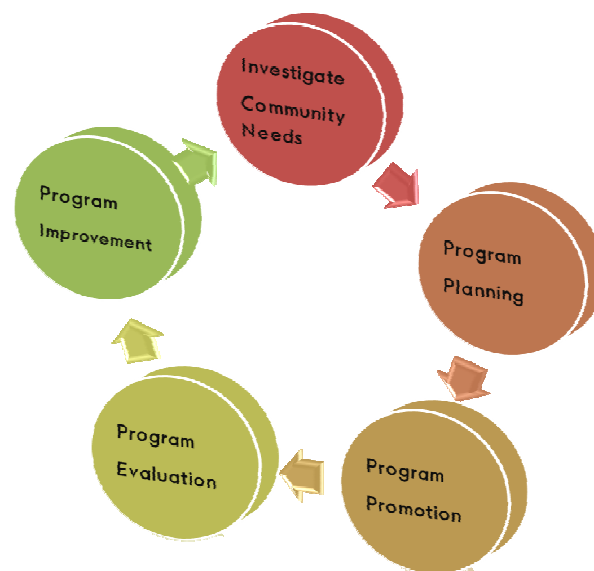 Investigate
Community
Needs
Program
Planning
Program
Promotion
Program
Evaluation
Program
Improvement